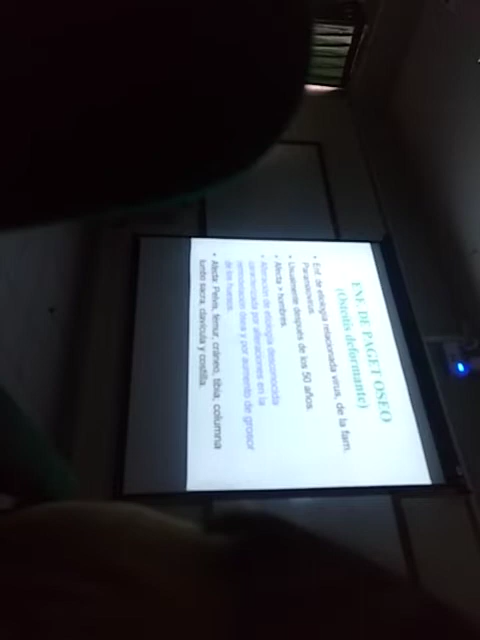 ENF. DE PAGET OSEO
(Osteitis deformante)
• Enf. de etiología relacionada virus, de la fam.
Paramixovirus.
• Usualmente después de los 50 años.
• Afecta > hombres.
• Alteración de etiología desconocida
caracterizada por alteraciones en la
remodelación ósea y por aumento de grosor
de los huesos.
• Afecta: Pelvis, femur, cráneo, tibia, columna
lumbo sacra, clavícula y costilla.